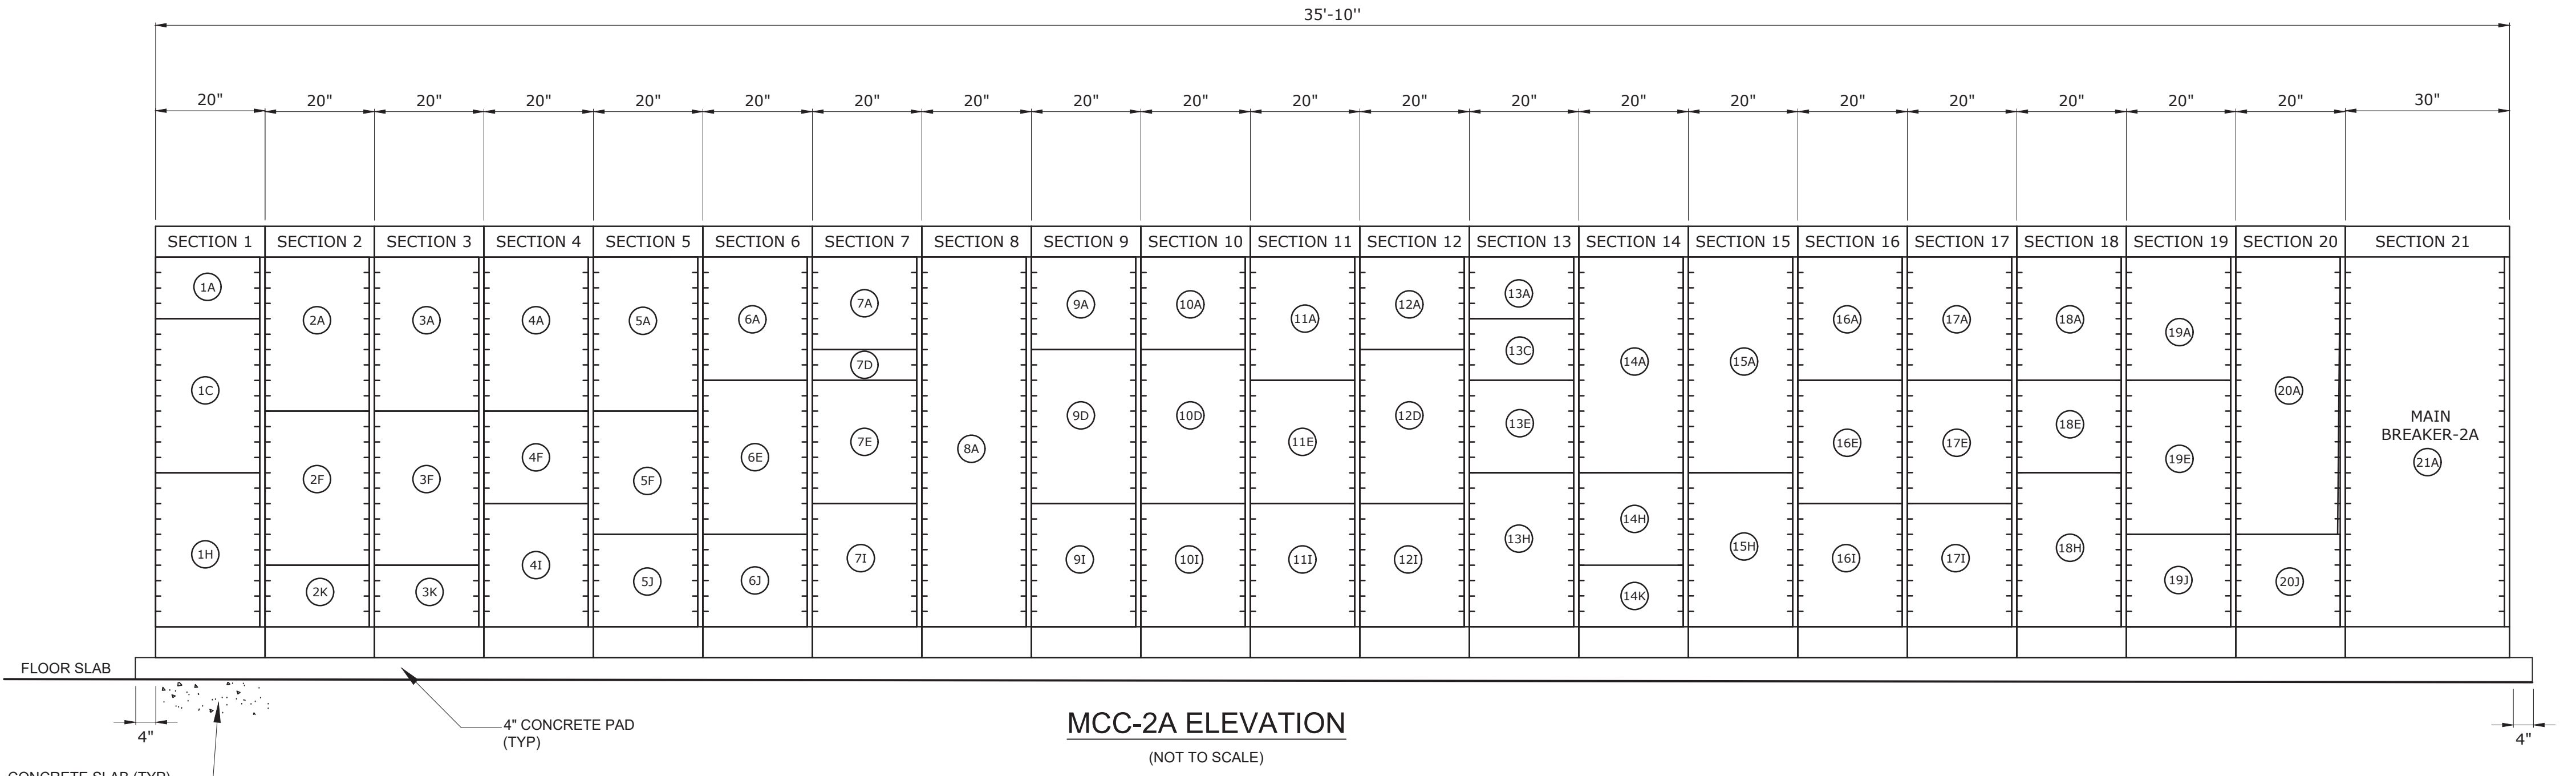 35'-10''
20" 20" 20" 20" 20" 20" 20" 20" 20" 20" 20" 20" 20" 20" 20" 20" 20" 20" 20" 20" 30"
SECTION 1 SECTION 2 SECTION 3 SECTION 4 SECTION 5 SECTION 6 SECTION 7 SECTION 8 SECTION 9 SECTION 10 SECTION 11 SECTION 12 SECTION 13 SECTION 14 SECTION 15 SECTION 16 SECTION 17 SECTION 18 SECTION 19 SECTION 20 SECTION 21
1A
1C
1H
2A
2F
2K
3A
3F
3K
4A
4F
4I
5A
5F
5J
6A
6E
6J
7A
7D
7E
7I
8A
9A
9D
9I
10A
10D
10I
11A
11E
11I
12A
12D
12I
13A
13C
13E
13H
14A
14H
14K
15A
15H
16A
16E
16I
17A
17E
17I
18A
18E
18H
19A
19E
19J
20A
20J
MAIN
BREAKER-2A
21A
FLOOR SLAB
4"
4" CONCRETE PAD
(TYP)
MCC-2A ELEVATION
(NOT TO SCALE)
4"
CONCRETE SLAB (TYP)